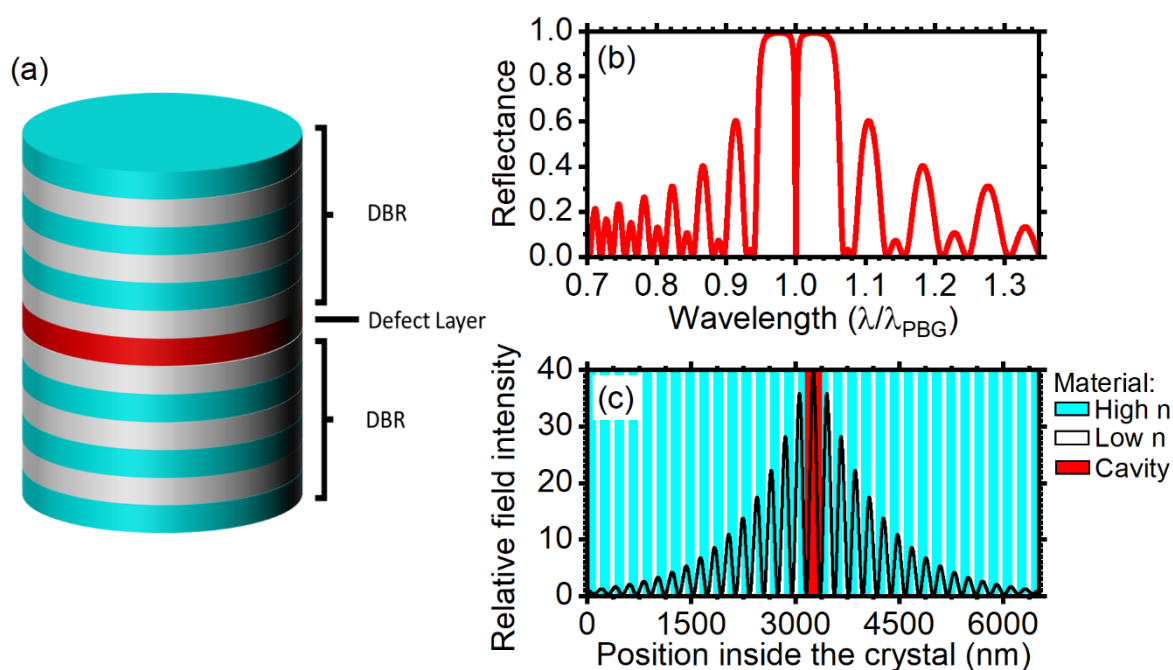 (a)
DBR
Defect Layer
DBR
(b)
Reflectance
1.0
0.8
0.6
0.4
0.2
0.0
0.7 0.8 0.9 1.0 1.1 1.2 1.3
Wavelength (λ/λPBG)
(c)
Relative field intensity
40
30
20
10
0
0 1500 3000 4500 6000
Position inside the crystal (nm)
Material:
High n
Low n
Cavity